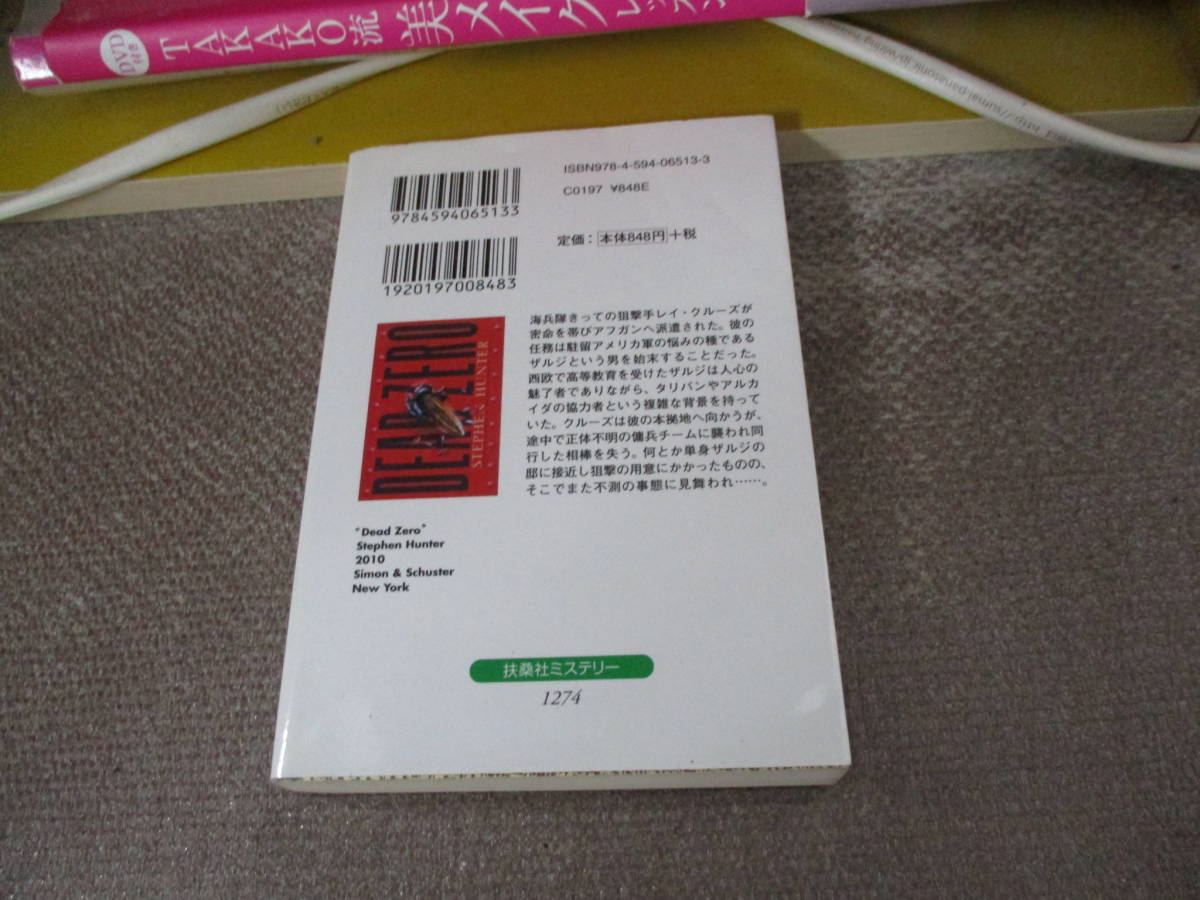 DVD付き TAKAKO流 美メイクレッスン
http://sumai.panasonic.jp/sumai
ISBN978-4-594-06513-3
C0197 ¥848E
9784594065133
定価：本体848円+税
1920197008483
海兵隊きっての狙撃手レイ・クルーズが
密命を帯びアフガンへ派遣された。彼の
任務は駐留アメリカ軍の悩みの種である
ザルジという男を始末することだった。
西欧で高等教育を受けたザルジは人心の
魅了者でありながら、タリバンやアルカ
イダの協力者という複雑な背景を持って
いた。クルーズは彼の本拠地へ向かうが、
途中で正体不明の傭兵チームに襲われ同
行した相棒を失う。何とか単身ザルジの
邸に接近し狙撃の用意にかかったものの、
そこでまた不測の事態に見舞われ……。
DEAD ZERO
STEPHEN HUNTER
"Dead Zero"
Stephen Hunter
2010
Simon & Schuster
New York
扶桑社ミステリー
1274